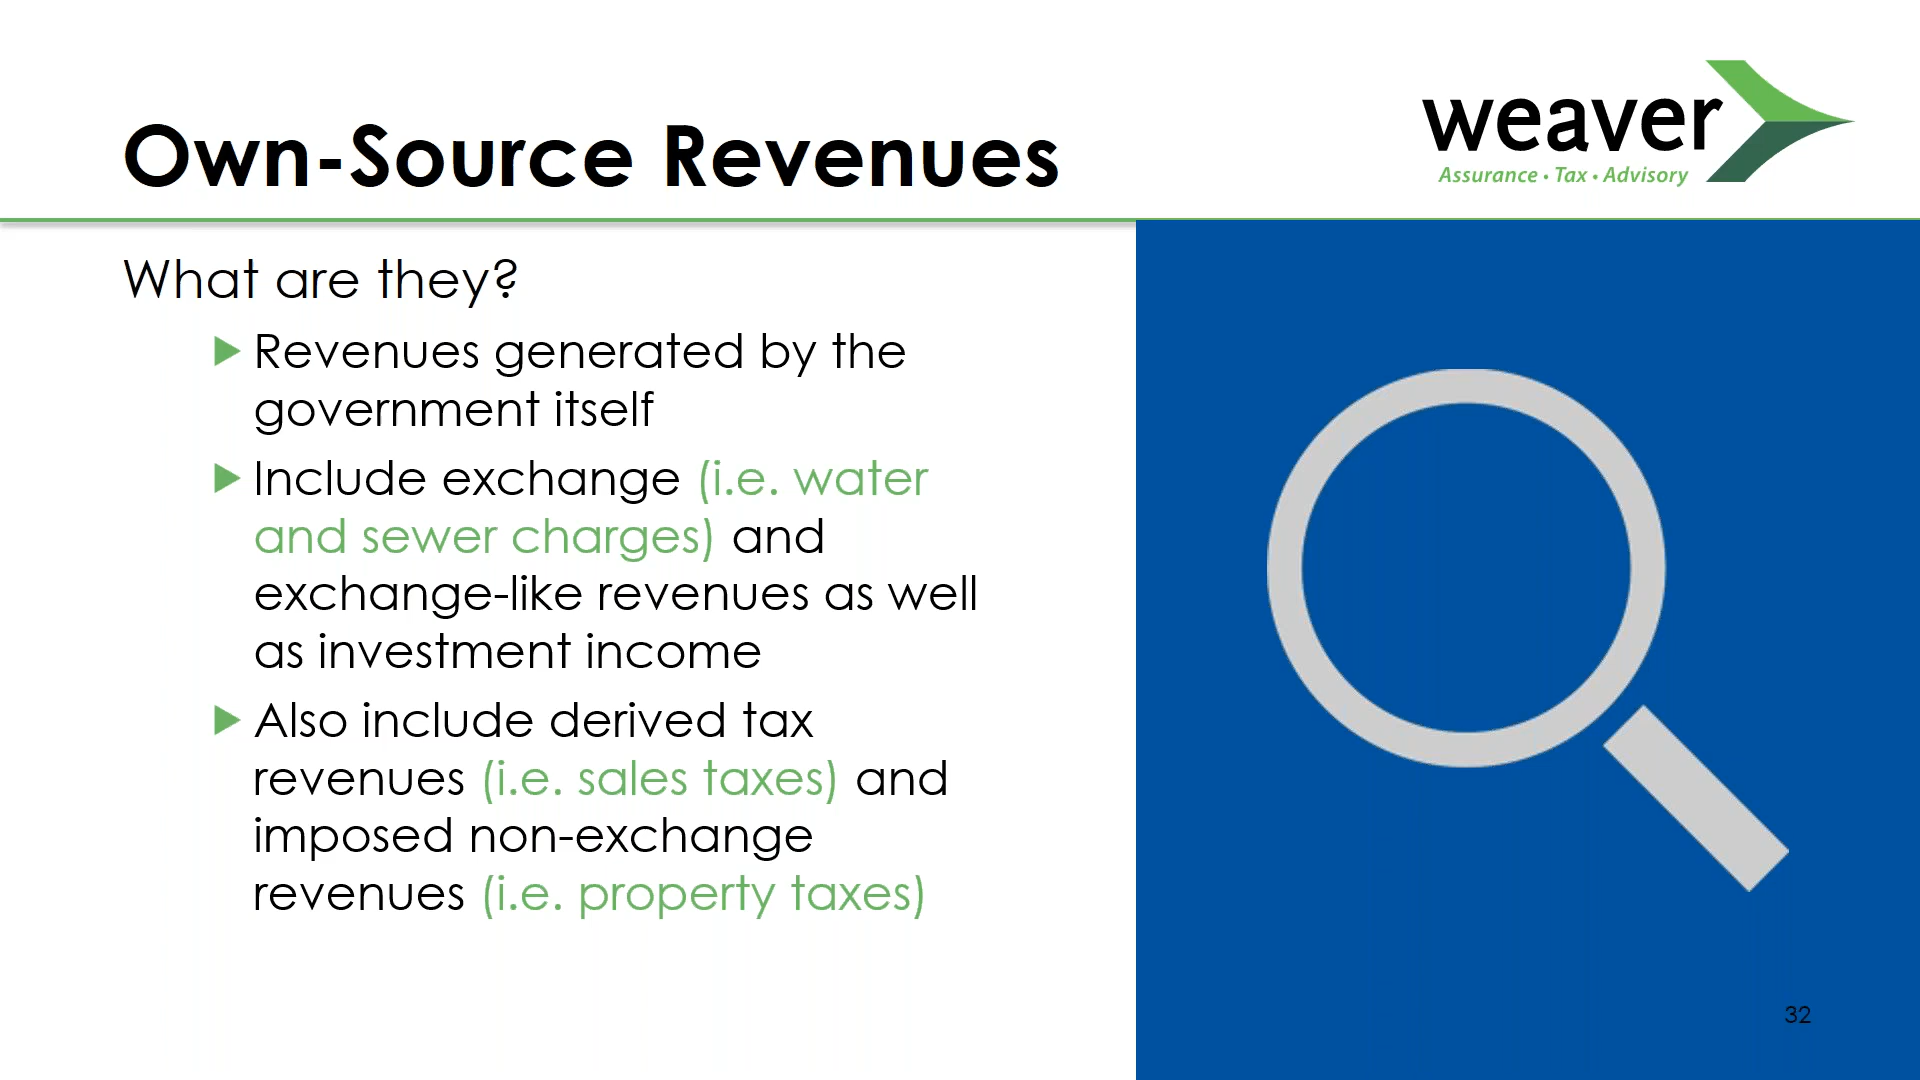 Own-Source Revenues
weaver
Assurance • Tax • Advisory
What are they?
Revenues generated by the
government itself
Include exchange (i.e. water
and sewer charges) and
exchange-like revenues as well
as investment income
Also include derived tax
revenues (i.e. sales taxes) and
imposed non-exchange
revenues (i.e. property taxes)
32